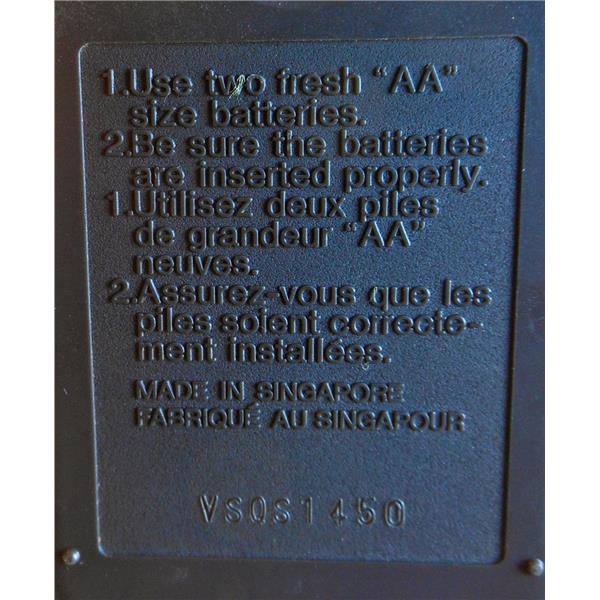 1.Use two fresh “AA”
size batteries.
2.Be sure the batteries
are inserted properly.
1.Utilisez deux piles
de grandeur “AA”
neuves.
2.Assurez-vous que les
piles soient correcte-
ment installées.
MADE IN SINGAPORE
FABRIQUÉ AU SINGAPOUR
VSQS1450